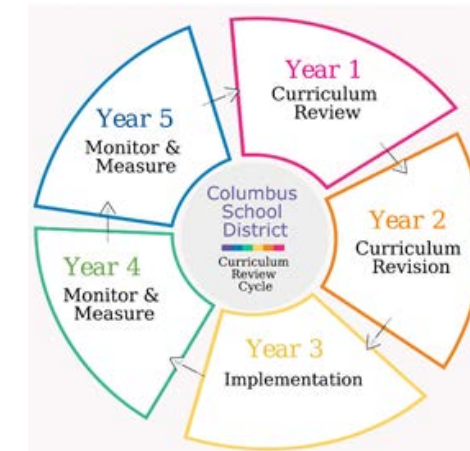 Year 1
Curriculum
Review
Year 2
Curriculum
Revision
Year 3
Implementation
Year 4
Monitor &
Measure
Year 5
Monitor &
Measure
Columbus
School
District
Curriculum
Review
Cycle